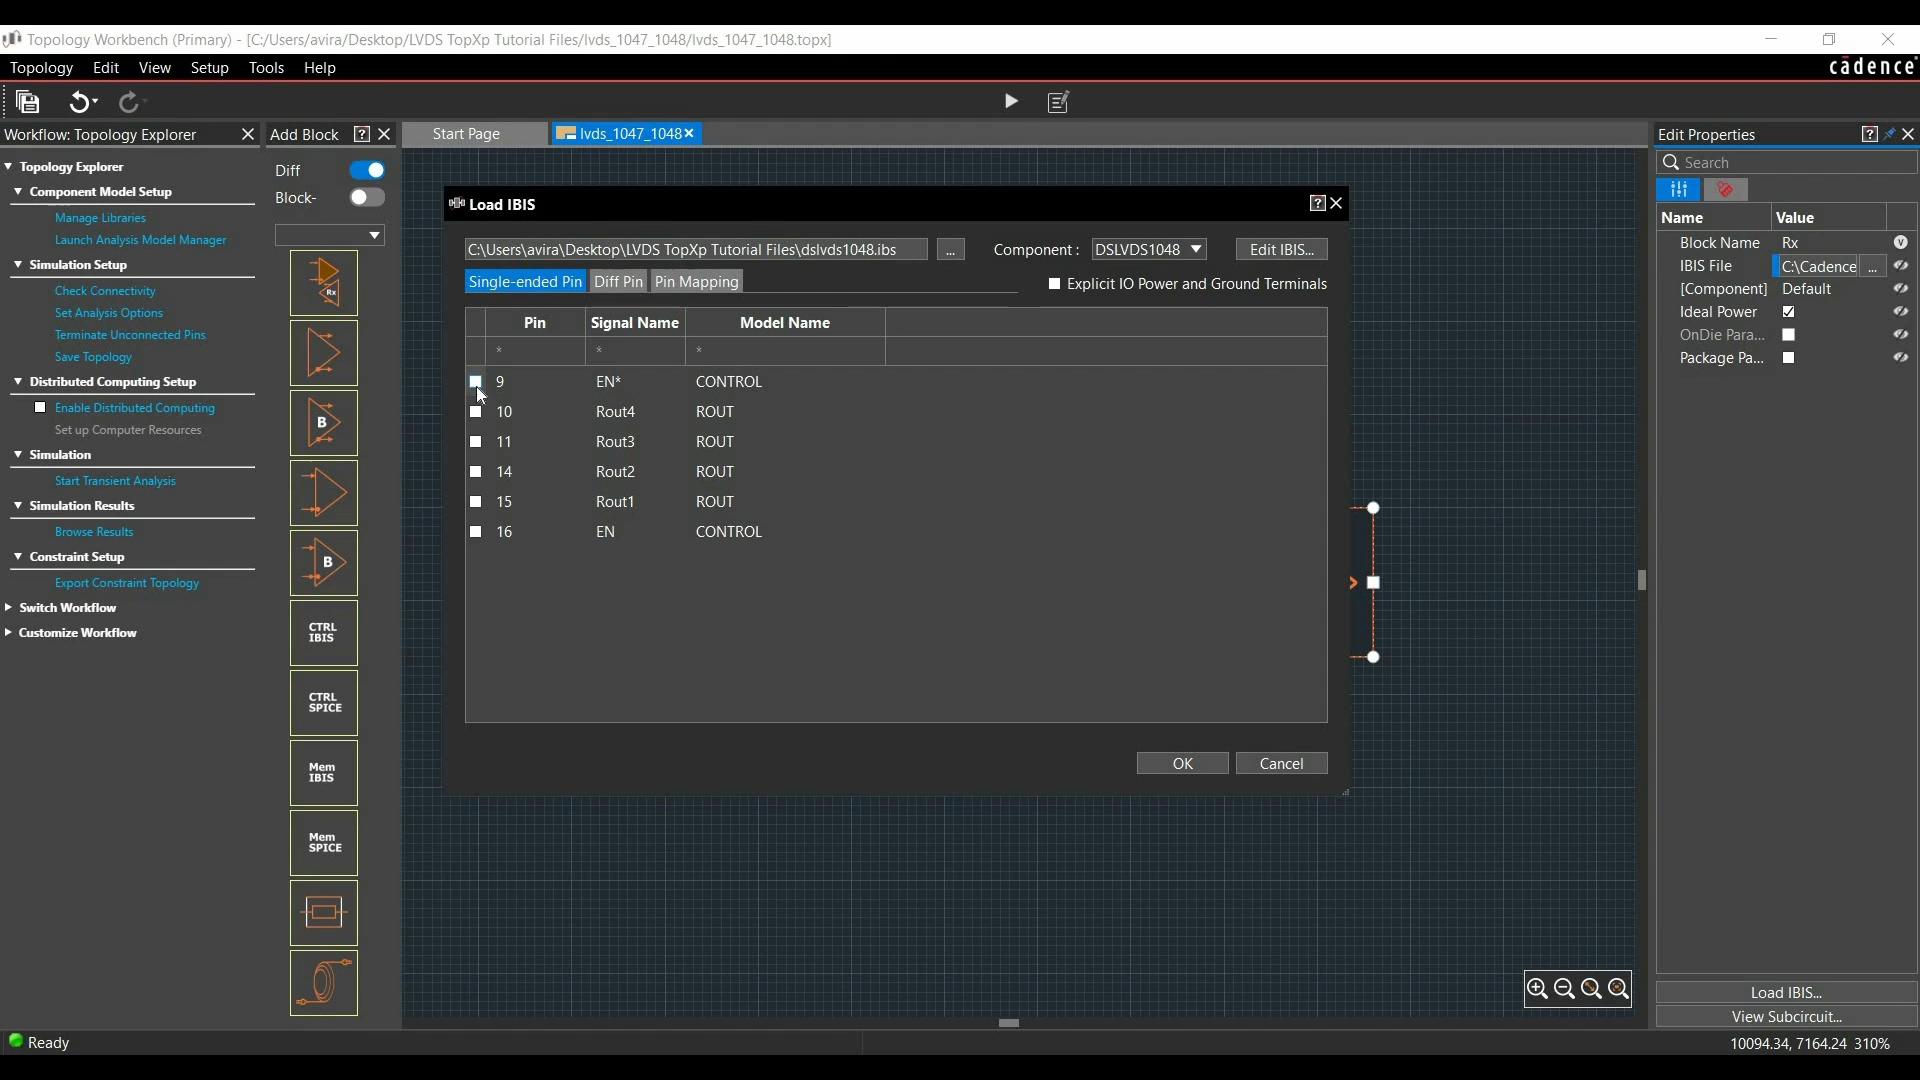 Topology Workbench (Primary) - [C:/Users/avira/Desktop/LVDS TopXp Tutorial Files/lvds_1047_1048/lvds_1047_1048.topx]
Topology Edit View Setup Tools Help
cādence
Workflow: Topology Explorer
Topology Explorer
Component Model Setup
Manage Libraries
Launch Analysis Model Manager
Simulation Setup
Check Connectivity
Set Analysis Options
Terminate Unconnected Pins
Save Topology
Distributed Computing Setup
Enable Distributed Computing
Set up Computer Resources
Simulation
Start Transient Analysis
Simulation Results
Browse Results
Constraint Setup
Export Constraint Topology
Switch Workflow
Customize Workflow
Add Block ?
Diff
Block-
Rx
B
B
CTRL
IBIS
CTRL
SPICE
Mem
IBIS
Mem
SPICE
Start Page lvds_1047_1048
Load IBIS ?
C:\Users\avira\Desktop\LVDS TopXp Tutorial Files\dslvds1048.ibs ... Component : DSLVDS1048 Edit IBIS...
Single-ended Pin Diff Pin Pin Mapping Explicit IO Power and Ground Terminals
Pin Signal Name Model Name
* * *
9 EN* CONTROL
10 Rout4 ROUT
11 Rout3 ROUT
14 Rout2 ROUT
15 Rout1 ROUT
16 EN CONTROL
OK Cancel
Edit Properties ?
Search
Name Value
Block Name Rx V
IBIS File C:\Cadence ...
[Component] Default
Ideal Power
OnDie Para...
Package Pa...
Load IBIS...
View Subcircuit...
Ready
10094.34, 7164.24 310%